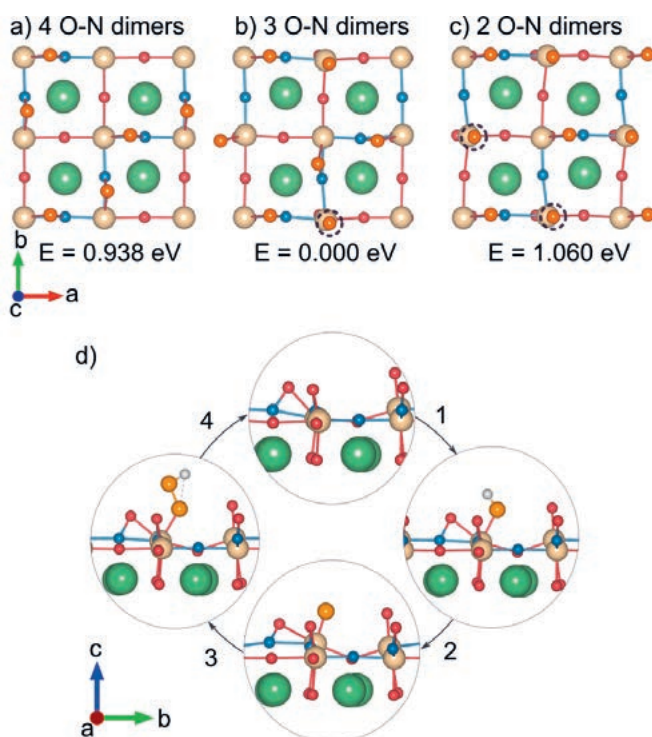 a) 4 O-N dimers
b) 3 O-N dimers
c) 2 O-N dimers
E = 0.938 eV
E = 0.000 eV
E = 1.060 eV
b
c
a
d)
4
1
3
2
c
a
b